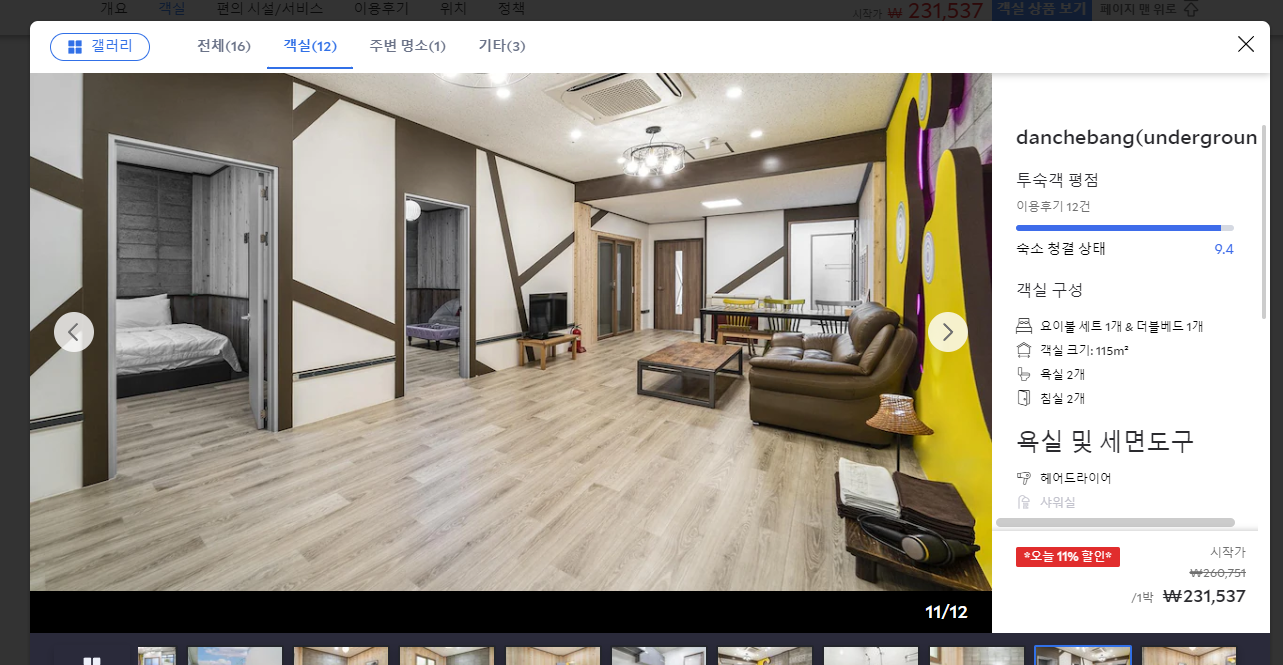 개요 객실 편의 시설/서비스 이용후기 위치 정책 시작가 ₩ 231,537 객실 상품 보기 페이지 맨 위로
갤러리 전체(16) 객실(12) 주변 명소(1) 기타(3)
danchebang(undergroun
투숙객 평점
이용후기 12건
숙소 청결 상태 9.4
객실 구성
요이불 세트 1개 & 더블베드 1개
객실 크기: 115m²
욕실 2개
침실 2개
욕실 및 세면도구
헤어드라이어
샤워실
*오늘 11% 할인* 시작가
₩260,751
/1박 ₩231,537
11/12